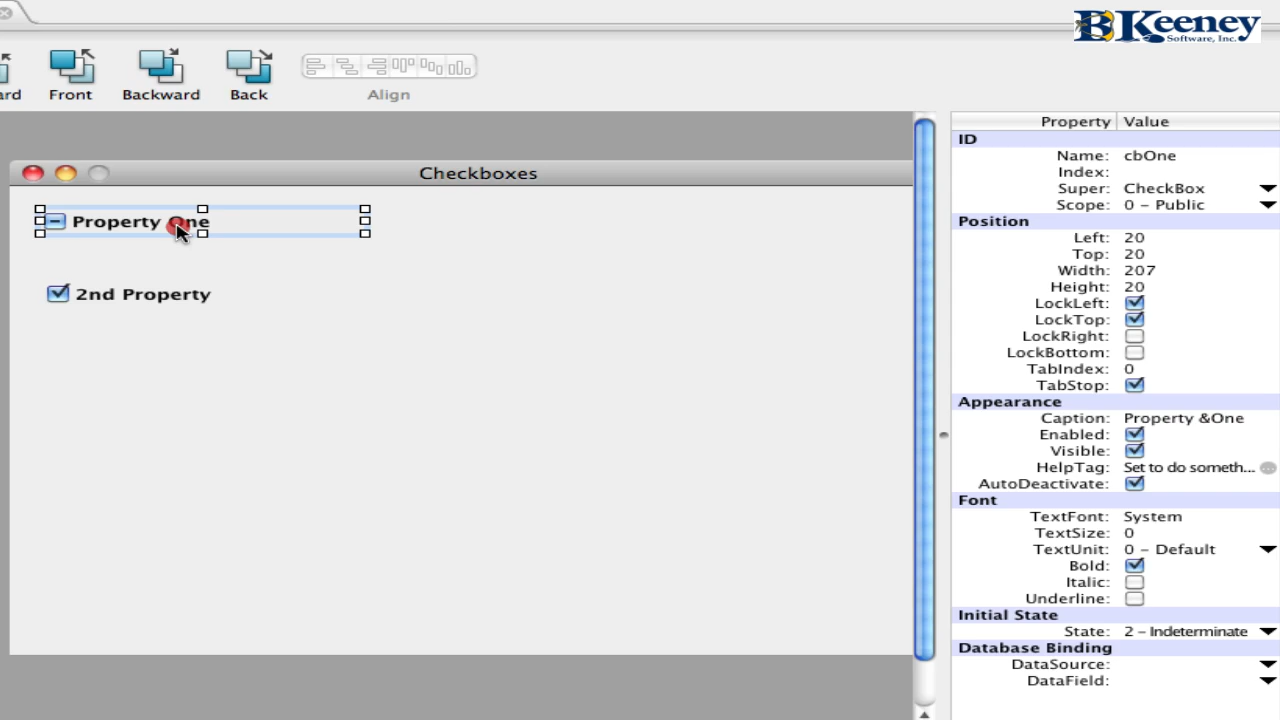 BKeeney
Software, Inc.
ard
Front
Backward
Back
Align
Checkboxes
Property One
2nd Property
Property Value
ID
Name: cbOne
Index:
Super: CheckBox
Scope: 0 – Public
Position
Left: 20
Top: 20
Width: 207
Height: 20
LockLeft:
LockTop:
LockRight:
LockBottom:
TabIndex: 0
TabStop:
Appearance
Caption: Property &One
Enabled:
Visible:
HelpTag: Set to do someth...
AutoDeactivate:
Font
TextFont: System
TextSize: 0
TextUnit: 0 – Default
Bold:
Italic:
Underline:
Initial State
State: 2 – Indeterminate
Database Binding
DataSource:
DataField: